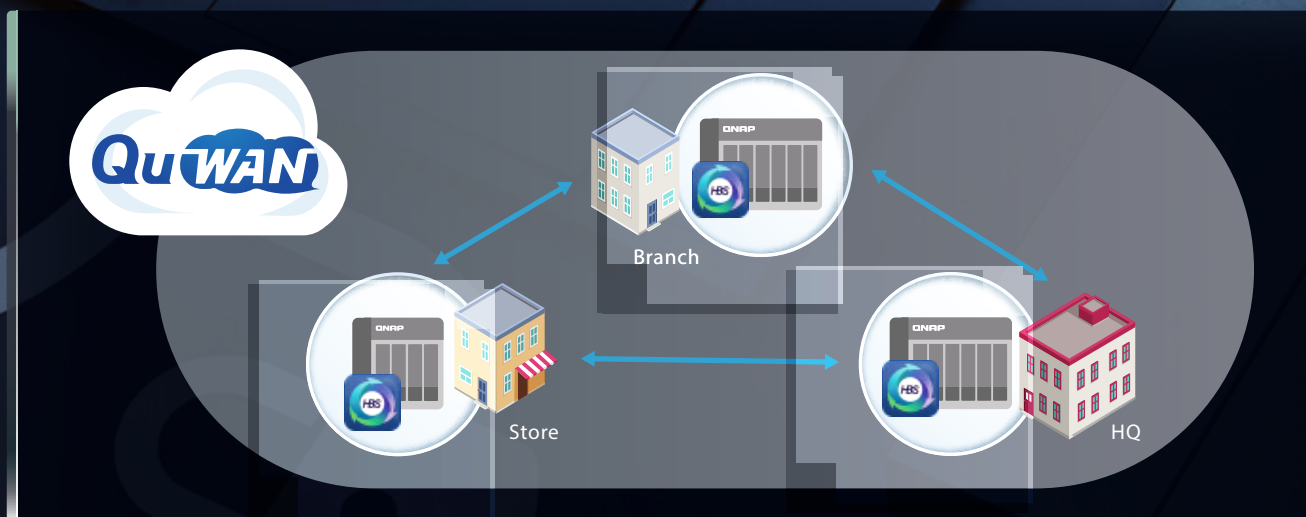 QuWAN
QNAP
HBS
Branch
QNAP
HBS
Store
QNAP
HBS
HQ